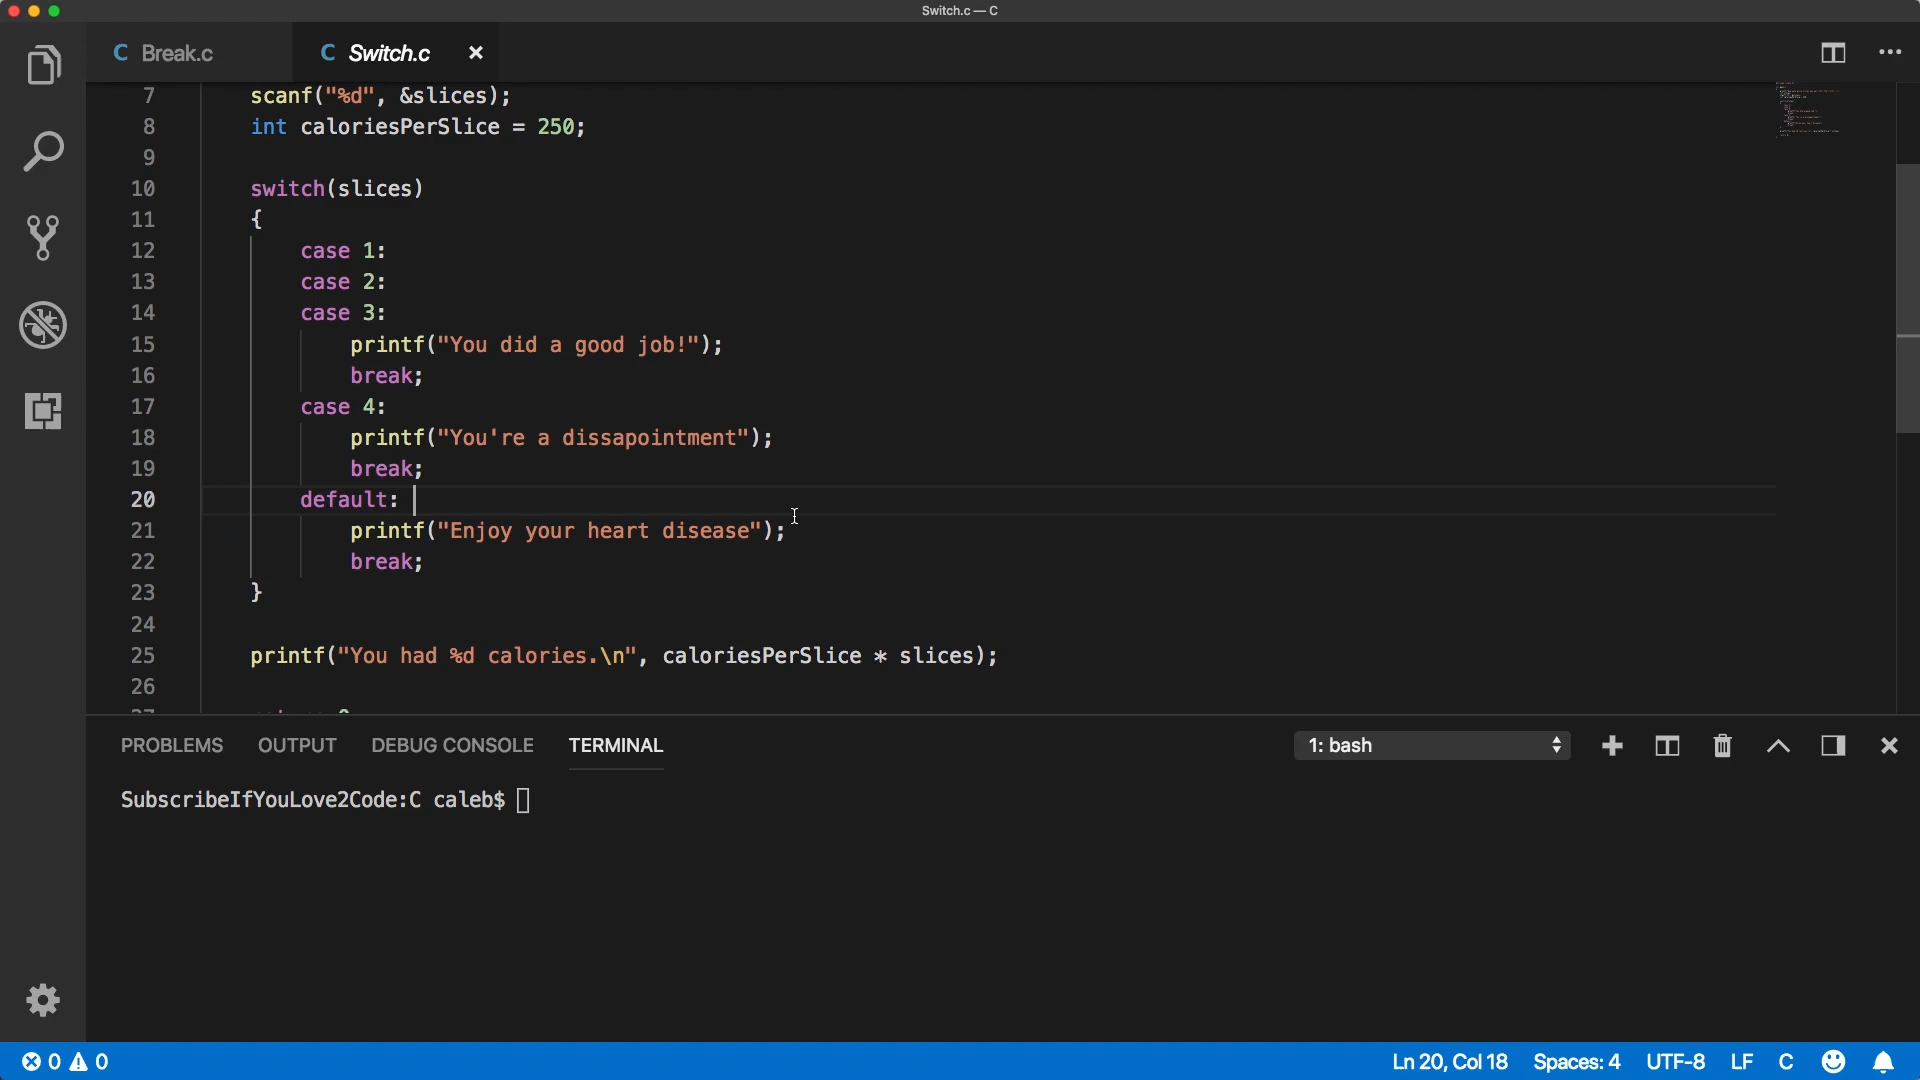 Switch.c — C
C Break.c
C Switch.c
7 scanf("%d", &slices);
8 int caloriesPerSlice = 250;
9
10 switch(slices)
11 {
12 case 1:
13 case 2:
14 case 3:
15 printf("You did a good job!");
16 break;
17 case 4:
18 printf("You're a dissapointment");
19 break;
20 default:
21 printf("Enjoy your heart disease");
22 break;
23 }
24
25 printf("You had %d calories.\n", caloriesPerSlice * slices);
26
PROBLEMS OUTPUT DEBUG CONSOLE TERMINAL 1: bash
SubscribeIfYouLove2Code:C caleb$
0 0 Ln 20, Col 18 Spaces: 4 UTF-8 LF C